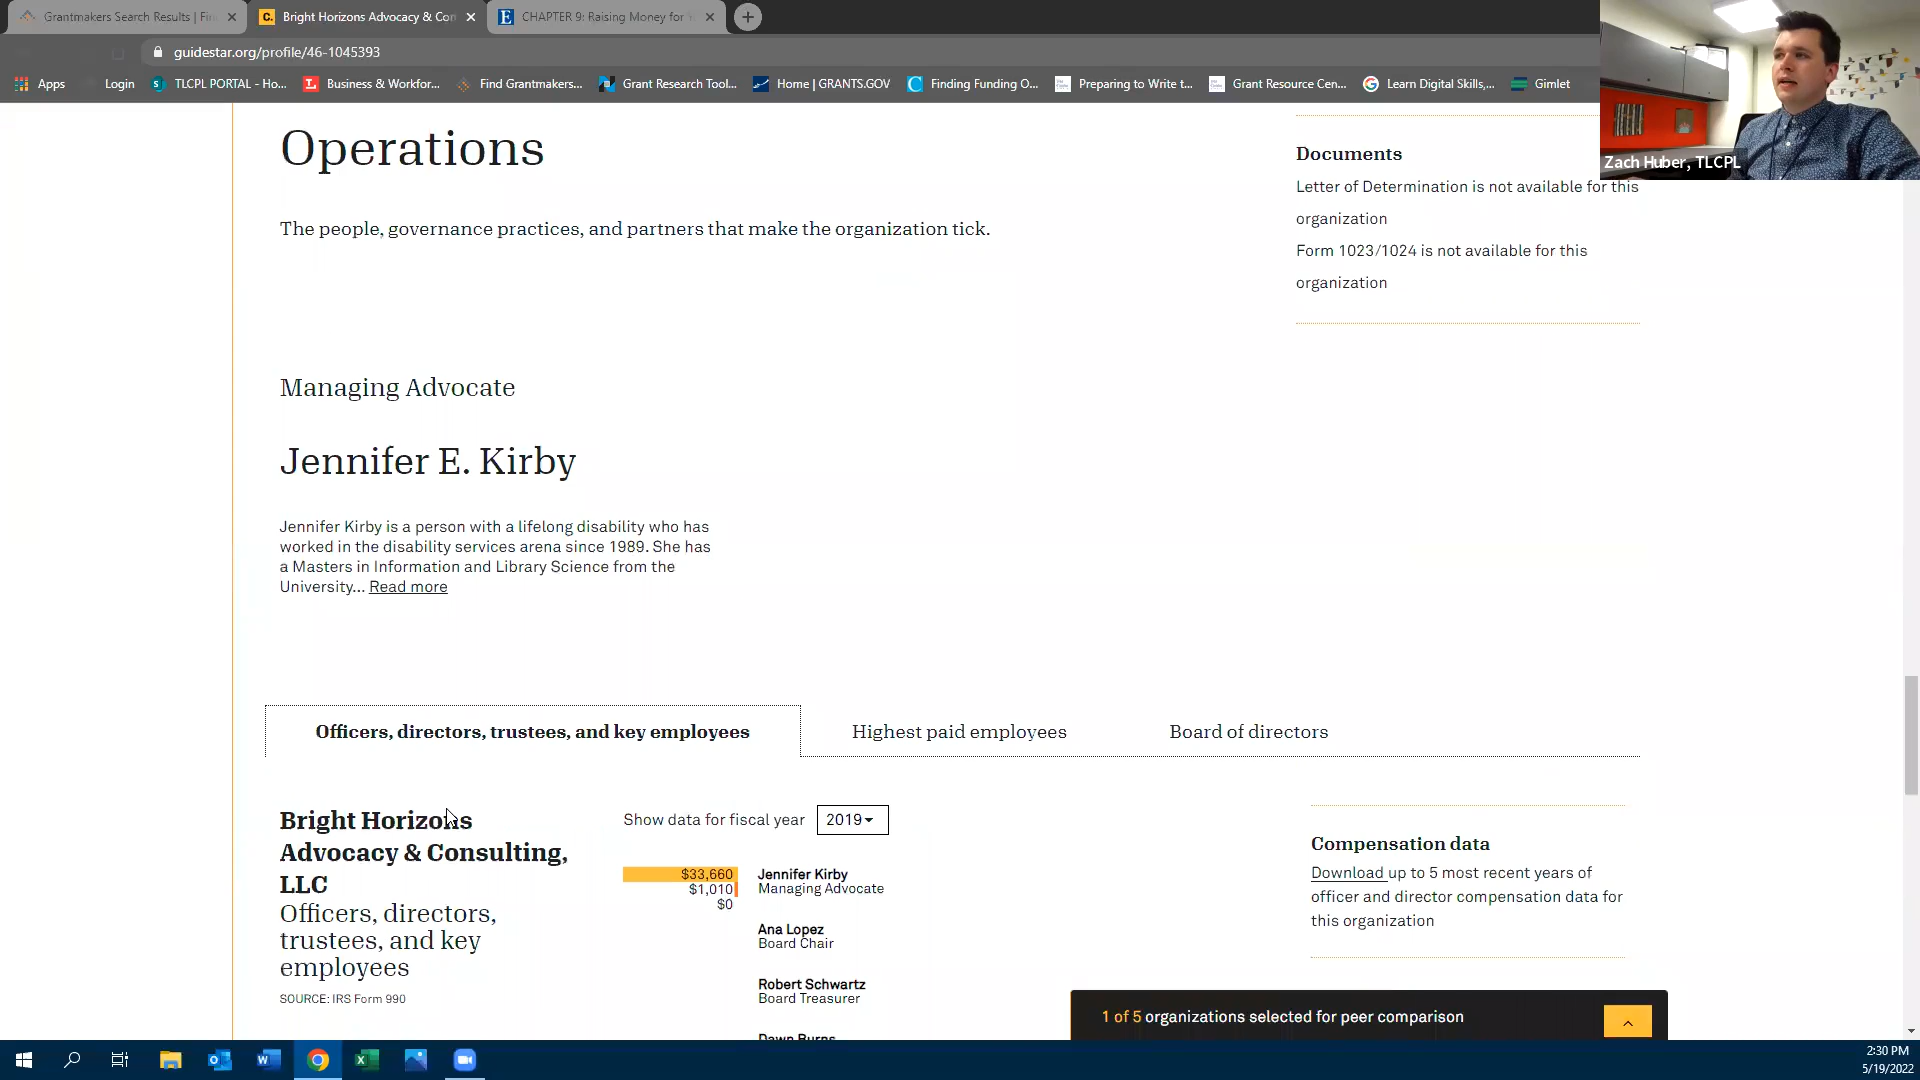 Grantmakers Search Results | Fin
Bright Horizons Advocacy & Con
CHAPTER 9: Raising Money for
guidestar.org/profile/46-1045393
Apps
Login
TLCPL PORTAL - Ho...
Business & Workfor...
Find Grantmakers...
Grant Research Tool...
Home | GRANTS.GOV
Finding Funding O...
Preparing to Write t...
Grant Resource Cen...
Learn Digital Skills,...
Gimlet
Zach Huber, TLCPL
Operations
The people, governance practices, and partners that make the organization tick.
Documents
Letter of Determination is not available for this
organization
Form 1023/1024 is not available for this
organization
Managing Advocate
Jennifer E. Kirby
Jennifer Kirby is a person with a lifelong disability who has
worked in the disability services arena since 1989. She has
a Masters in Information and Library Science from the
University... Read more
Officers, directors, trustees, and key employees
Highest paid employees
Board of directors
Bright Horizons
Advocacy & Consulting,
LLC
Officers, directors,
trustees, and key
employees
SOURCE: IRS Form 990
Show data for fiscal year
2019
$33,660
$1,010
$0
Jennifer Kirby
Managing Advocate
Ana Lopez
Board Chair
Robert Schwartz
Board Treasurer
Dawn Burns
Compensation data
Download up to 5 most recent years of
officer and director compensation data for
this organization
1 of 5 organizations selected for peer comparison
2:30 PM
5/19/2022